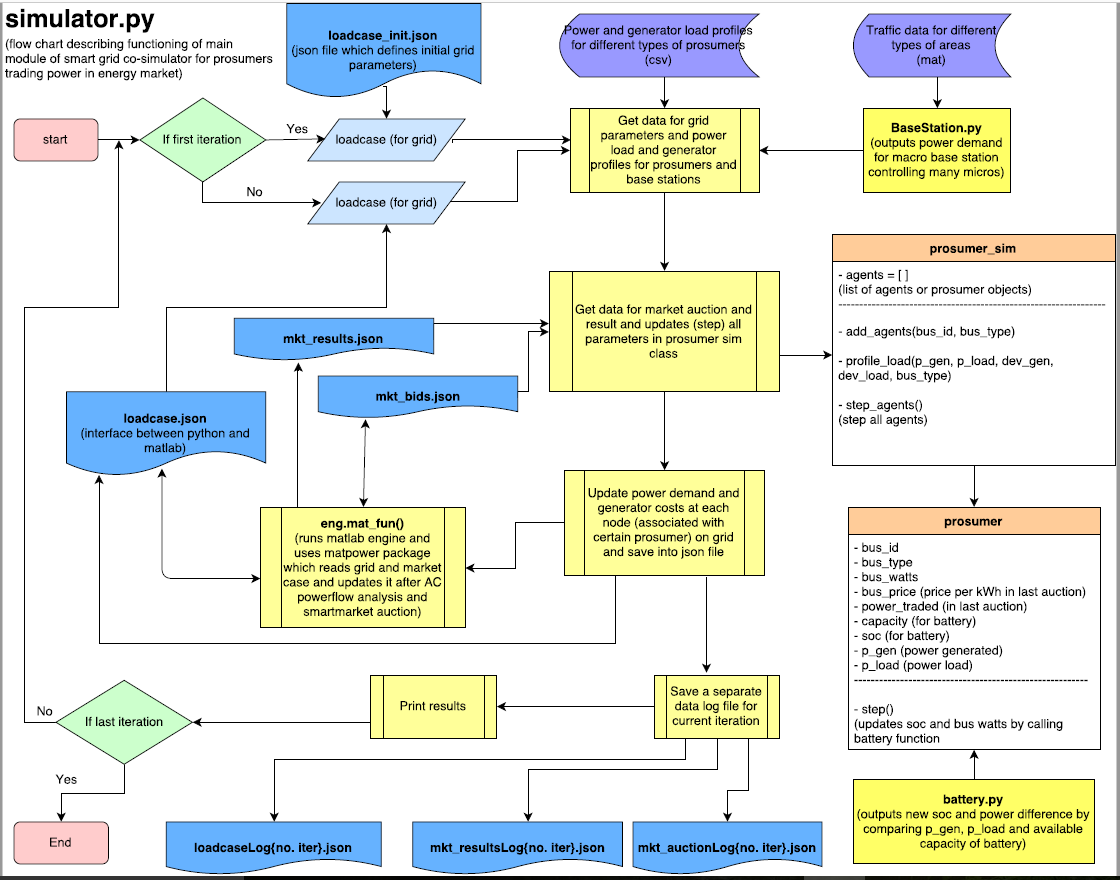 simulator.py
(flow chart describing functioning of main
module of smart grid co-simulator for prosumers
trading power in energy market)
loadcase_init.json
(json file which defines initial grid
parameters)
Power and generator load profiles
for different types of prosumers
(csv)
Traffic data for different
types of areas
(mat)
start
If first iteration
Yes
loadcase (for grid)
No
loadcase (for grid)
Get data for grid
parameters and power
load and generator
profiles for prosumers and
base stations
BaseStation.py
(outputs power demand
for macro base station
controlling many micros)
prosumer_sim
- agents = [ ]
(list of agents or prosumer objects)
- add_agents(bus_id, bus_type)
- profile_load(p_gen, p_load, dev_gen,
dev_load, bus_type)
- step_agents()
(step all agents)
Get data for market auction and
result and updates (step) all
parameters in prosumer sim
class
mkt_results.json
mkt_bids.json
loadcase.json
(interface between python and
matlab)
eng.mat_fun()
(runs matlab engine and
uses matpower package
which reads grid and market
case and updates it after AC
powerflow analysis and
smartmarket auction)
Update power demand and
generator costs at each
node (associated with
certain prosumer) on grid
and save into json file
prosumer
- bus_id
- bus_type
- bus_watts
- bus_price (price per kWh in last auction)
- power_traded (in last auction)
- capacity (for battery)
- soc (for battery)
- p_gen (power generated)
- p_load (power load)
- step()
(updates soc and bus watts by calling
battery function
Save a separate
data log file for
current iteration
Print results
If last iteration
No
Yes
End
loadcaseLog{no. iter}.json
mkt_resultsLog{no. iter}.json
mkt_auctionLog{no. iter}.json
battery.py
(outputs new soc and power difference by
comparing p_gen, p_load and available
capacity of battery)